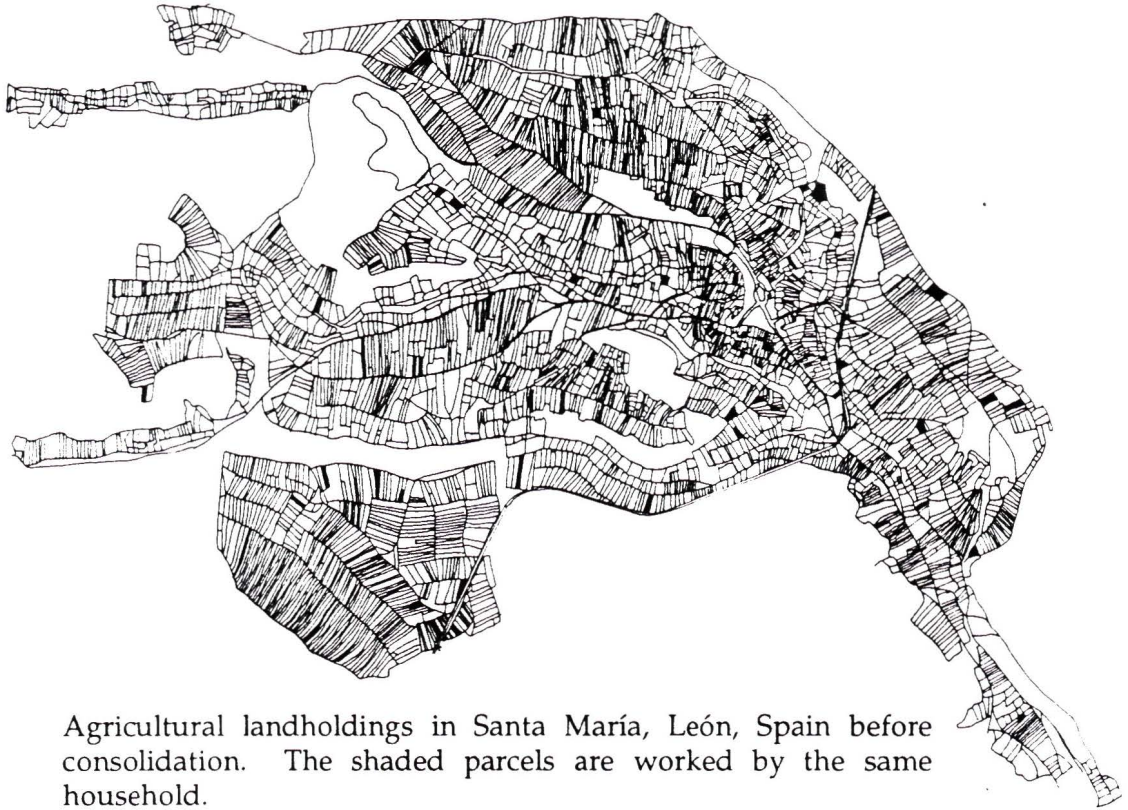 Agricultural landholdings in Santa María, León, Spain before
consolidation. The shaded parcels are worked by the same
household.